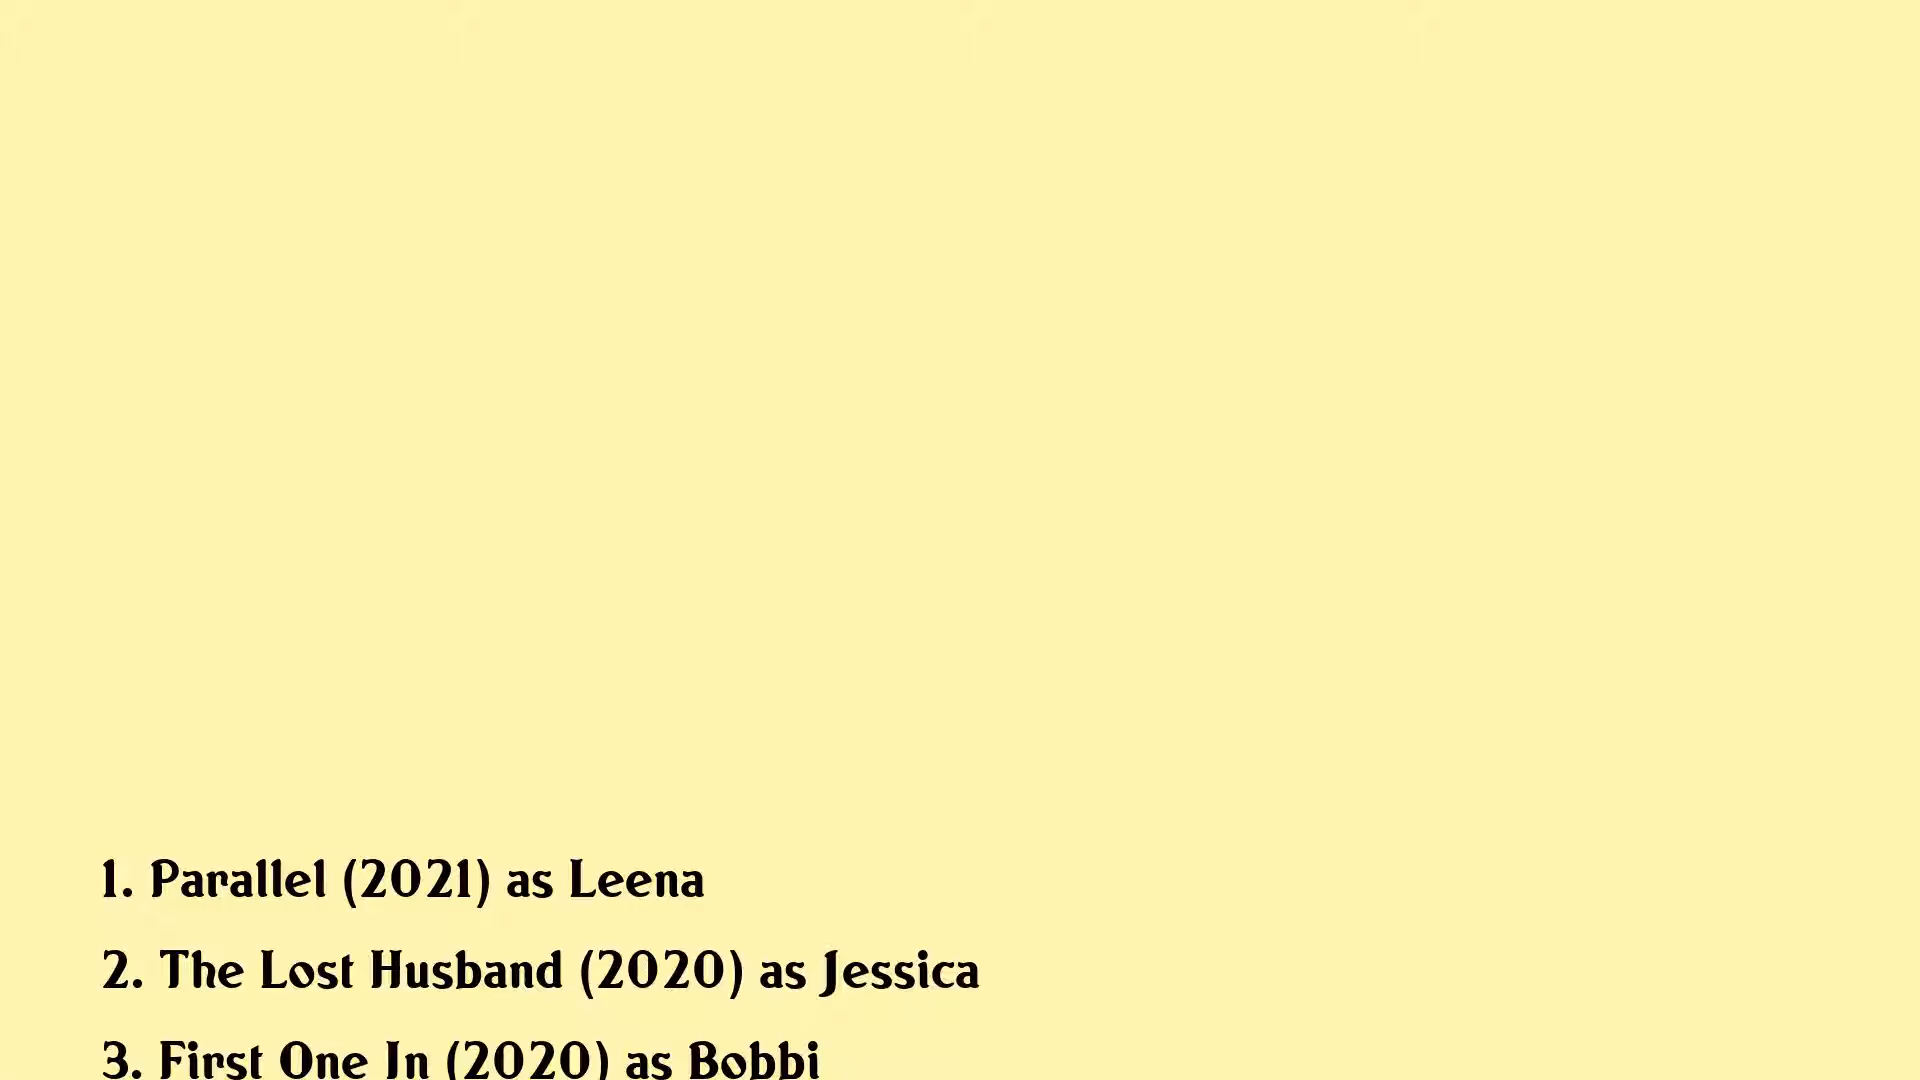 1. Parallel (2021) as Leena
2. The Lost Husband (2020) as Jessica
3. First One In (2020) as Bobbi